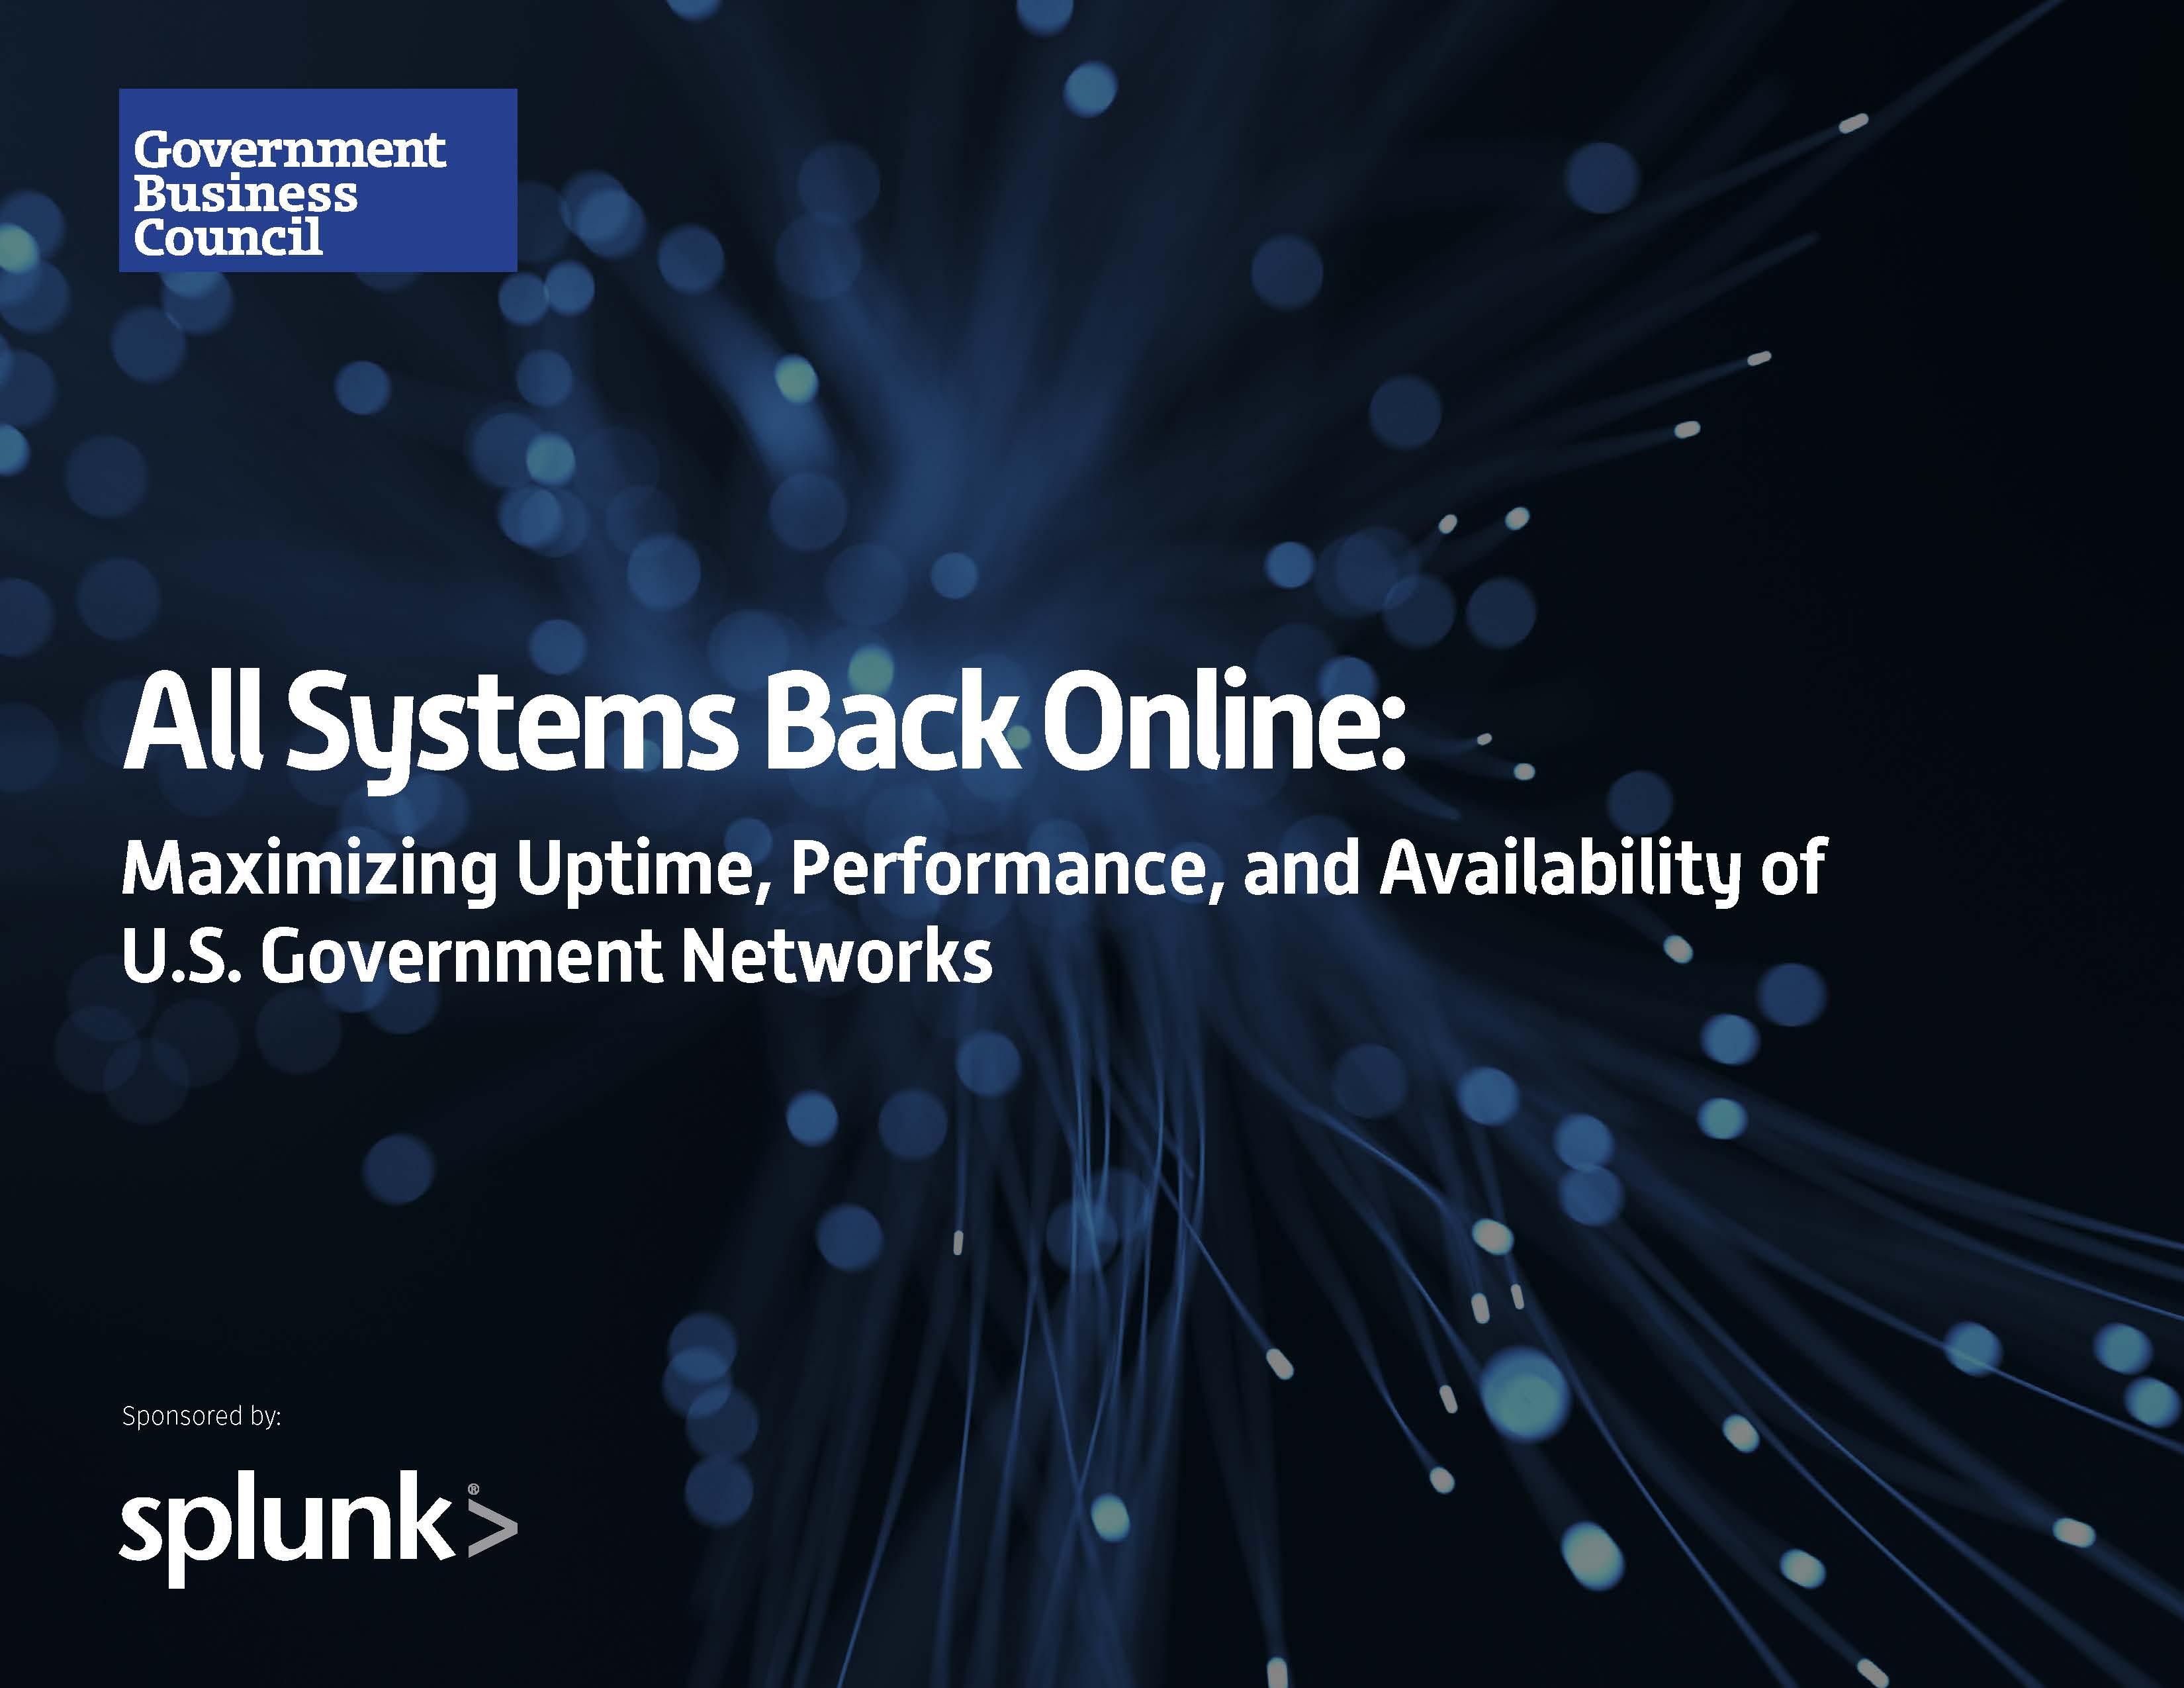 Government
Business
Council
All Systems Back Online:
Maximizing Uptime, Performance, and Availability of
U.S. Government Networks
Sponsored by:
splunk>®